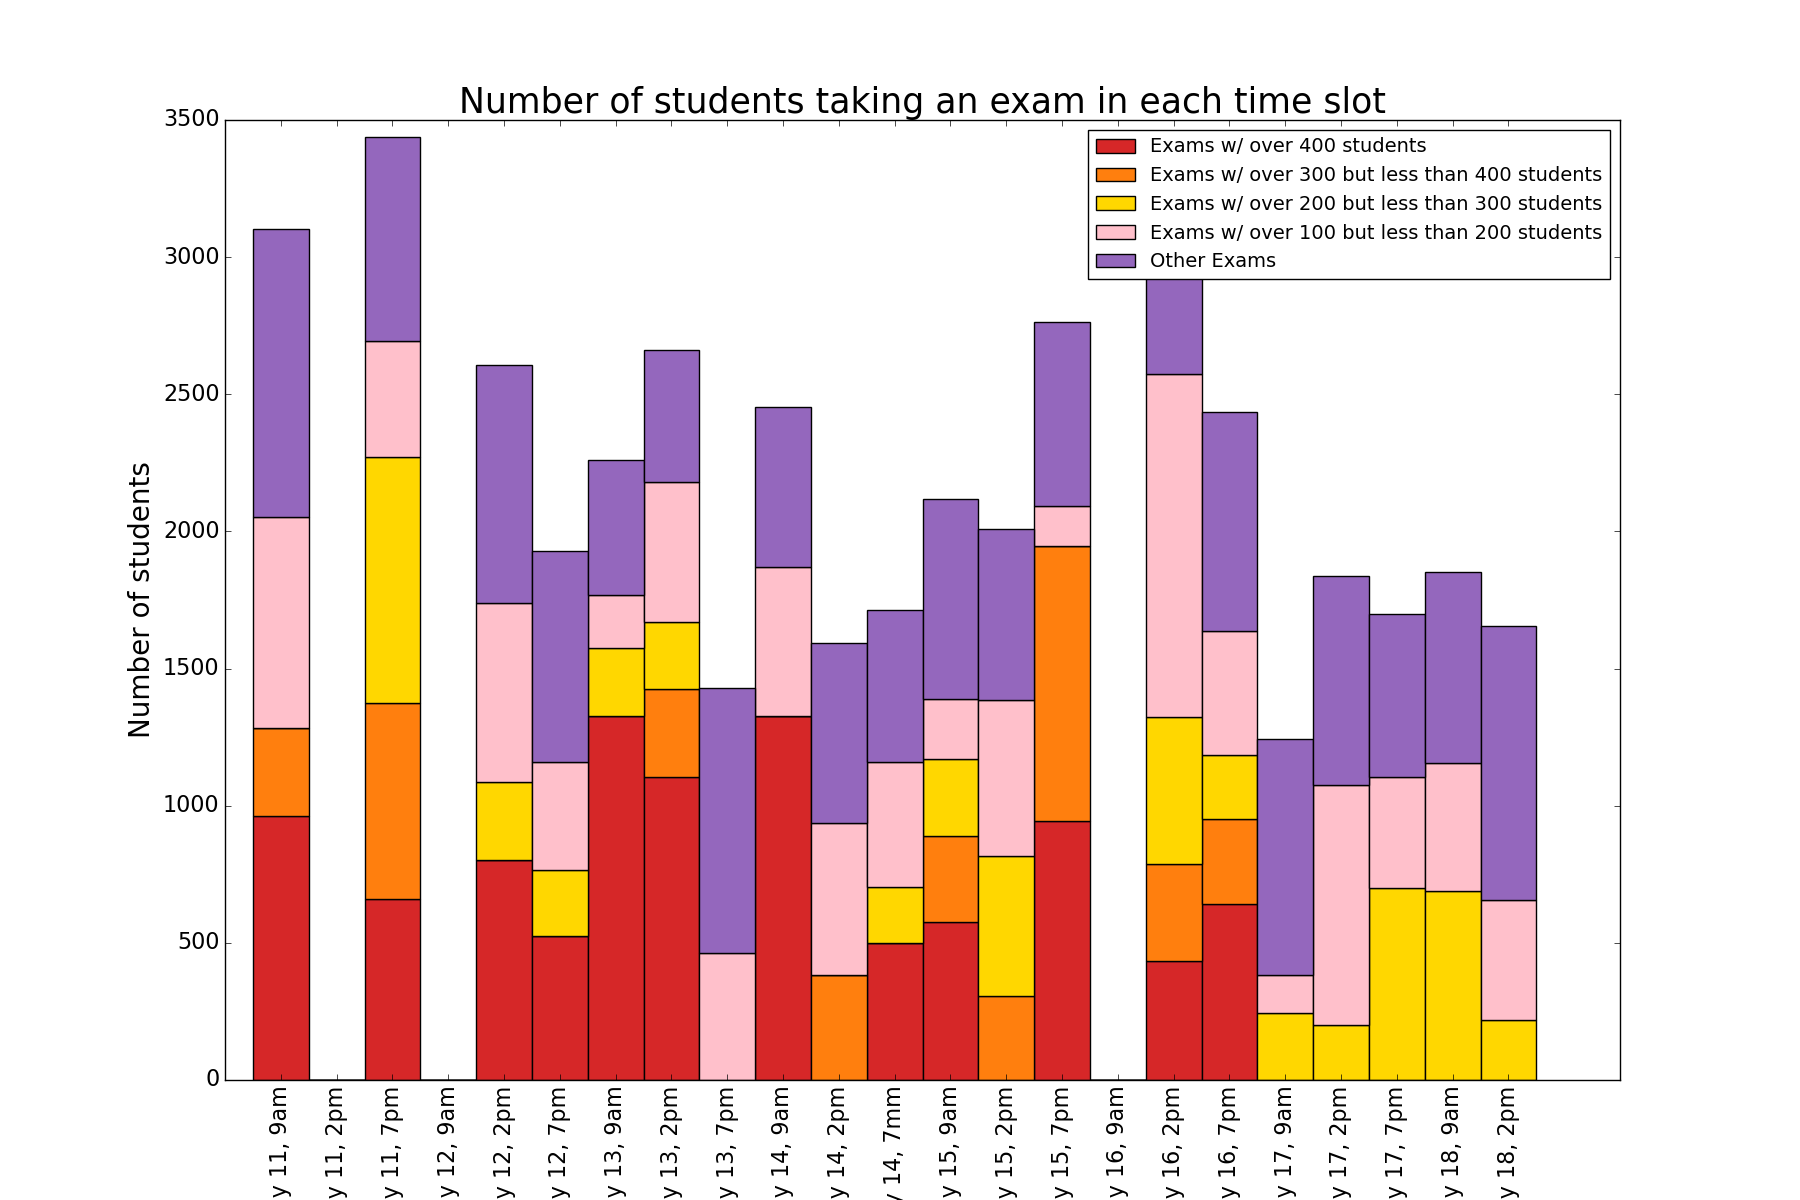 Number of students taking an exam in each time slot
Exams w/ over 400 students
Exams w/ over 300 but less than 400 students
Exams w/ over 200 but less than 300 students
Exams w/ over 100 but less than 200 students
Other Exams
Number of students
3500
3000
2500
2000
1500
1000
500
0
y 11, 9am
y 11, 2pm
y 11, 7pm
y 12, 9am
y 12, 2pm
y 12, 7pm
y 13, 9am
y 13, 2pm
y 13, 7pm
y 14, 9am
y 14, 2pm
y 14, 7mm
y 15, 9am
y 15, 2pm
y 15, 7pm
y 16, 9am
y 16, 2pm
y 16, 7pm
y 17, 9am
y 17, 2pm
y 17, 7pm
y 18, 9am
y 18, 2pm